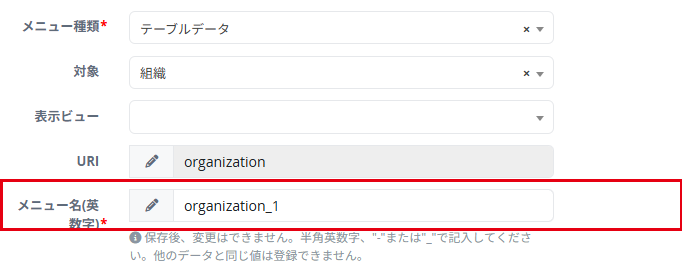 メニュー種類*
テーブルデータ × 
対象
組織 × 
表示ビュー
URI
organization
メニュー名(英
数字)*
organization_1
保存後、変更はできません。半角英数字、"-"または"_"で記入してくださ
い。他のデータと同じ値は登録できません。